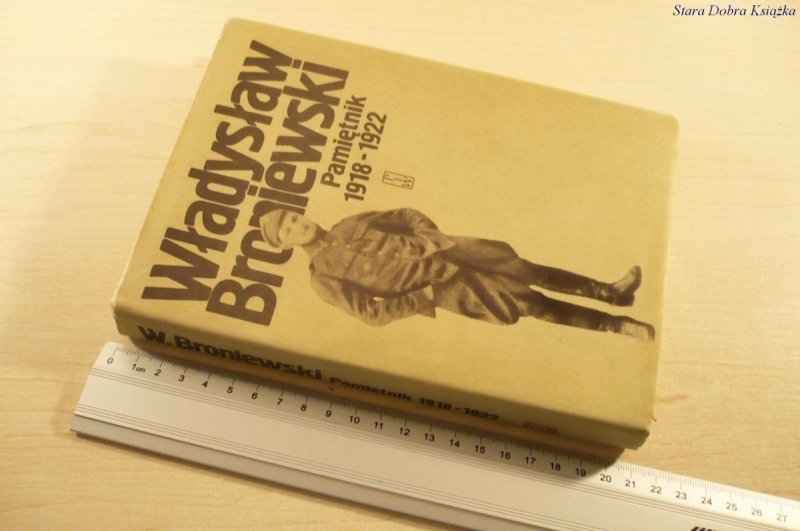 Stara Dobra Książka
Władysław
Broniewski
Pamiętnik
1918-1922
PIW
W. Broniewski Pamiętnik 1918-1922
0 1cm 2 3 4 5 6 7 8 9 10 11 12 13 14 15 16 17 18 19 20 21 22 23 24 25 26 27